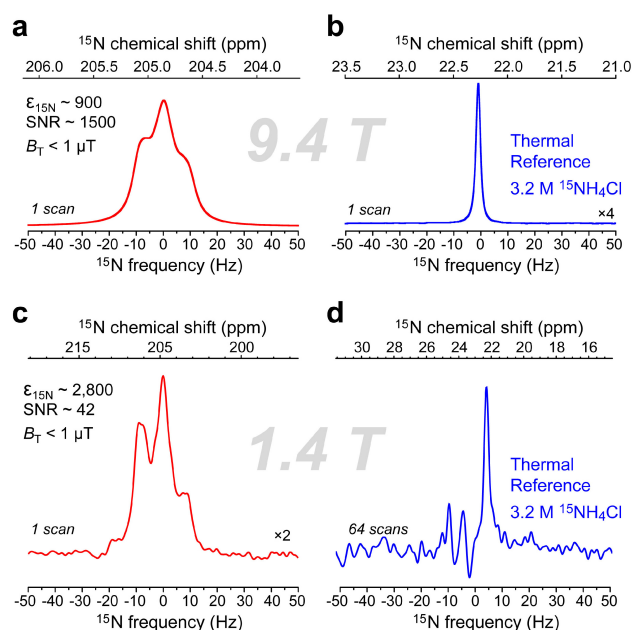 a
¹⁵N chemical shift (ppm)
206.0 205.5 205.0 204.5 204.0
ε₁₅N ~ 900
SNR ~ 1500
B_T < 1 µT
1 scan
-50 -40 -30 -20 -10 0 10 20 30 40 50
¹⁵N frequency (Hz)
9.4 T
b
¹⁵N chemical shift (ppm)
23.5 23.0 22.5 22.0 21.5 21.0
Thermal
Reference
3.2 M ¹⁵NH₄Cl
1 scan
×4
-50 -40 -30 -20 -10 0 10 20 30 40 50
¹⁵N frequency (Hz)
c
¹⁵N chemical shift (ppm)
215 210 205 200
ε₁₅N ~ 2,800
SNR ~ 42
B_T < 1 µT
1 scan
×2
-50 -40 -30 -20 -10 0 10 20 30 40 50
¹⁵N frequency (Hz)
1.4 T
d
¹⁵N chemical shift (ppm)
30 28 26 24 22 20 18 16
Thermal
Reference
3.2 M ¹⁵NH₄Cl
64 scans
-50 -40 -30 -20 -10 0 10 20 30 40 50
¹⁵N frequency (Hz)